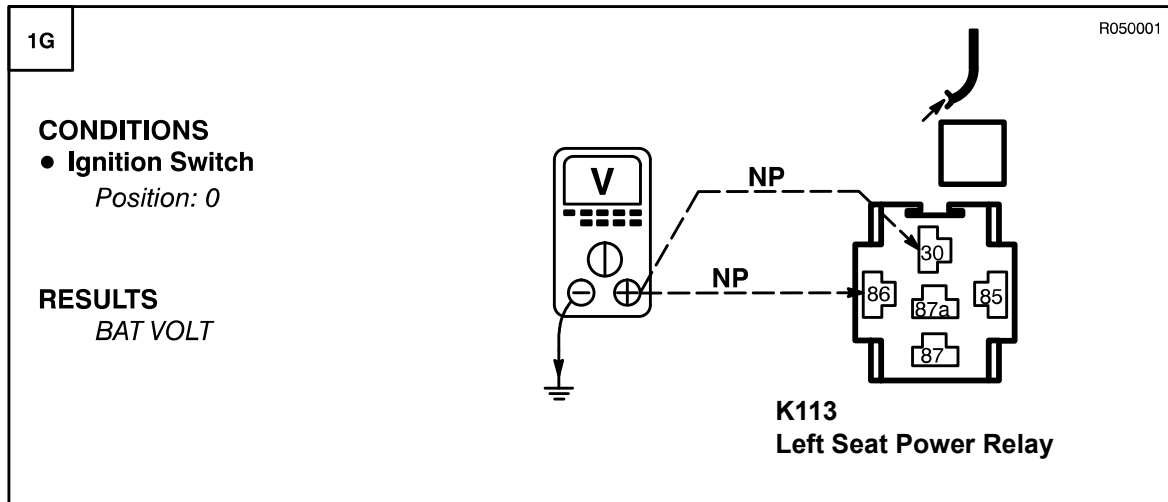 1G
R050001
CONDITIONS
● Ignition Switch
Position: 0
RESULTS
BAT VOLT
V
NP
NP
30
86
87a
85
87
K113
Left Seat Power Relay